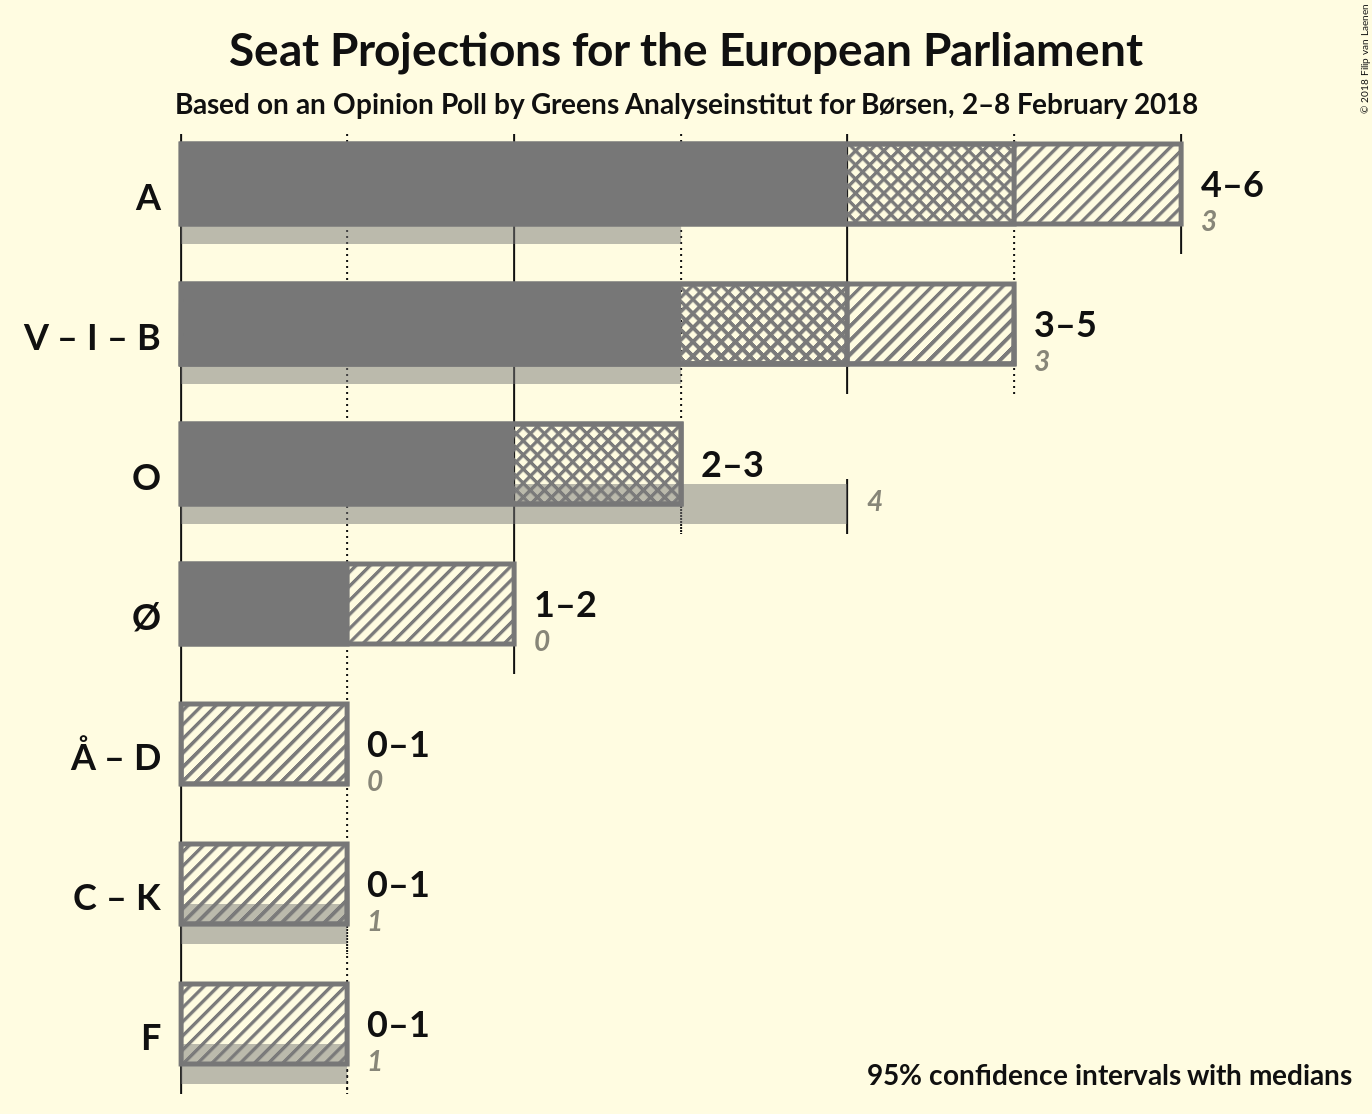 Seat Projections for the European Parliament
Based on an Opinion Poll by Greens Analyseinstitut for Børsen, 2–8 February 2018
© 2018 Filip van Laenen
A
4–6
3
V – I – B
3–5
3
O
2–3
4
Ø
1–2
0
Å – D
0–1
0
C – K
0–1
1
F
0–1
1
95% confidence intervals with medians